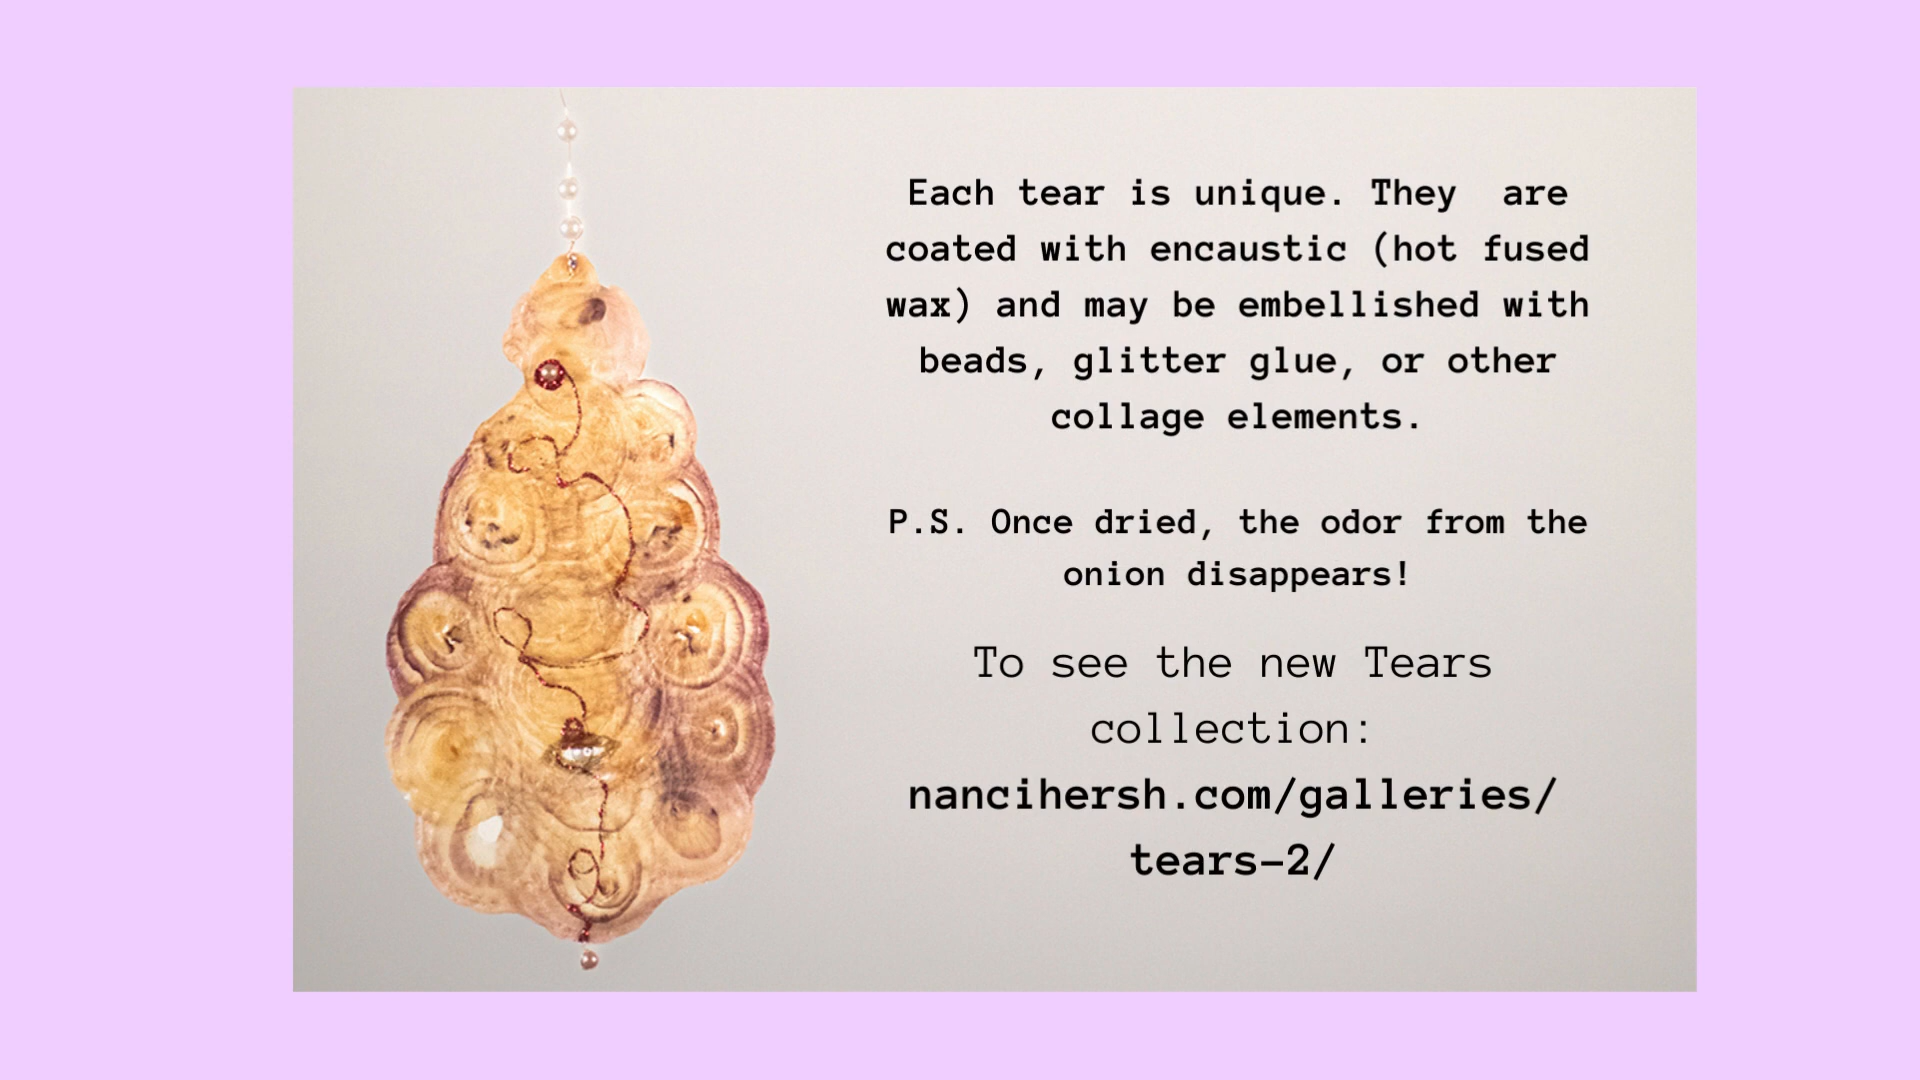 Each tear is unique. They  are
coated with encaustic (hot fused
wax) and may be embellished with
beads, glitter glue, or other
collage elements.
P.S. Once dried, the odor from the
onion disappears!
To see the new Tears
collection:
nancihersh.com/galleries/
tears-2/